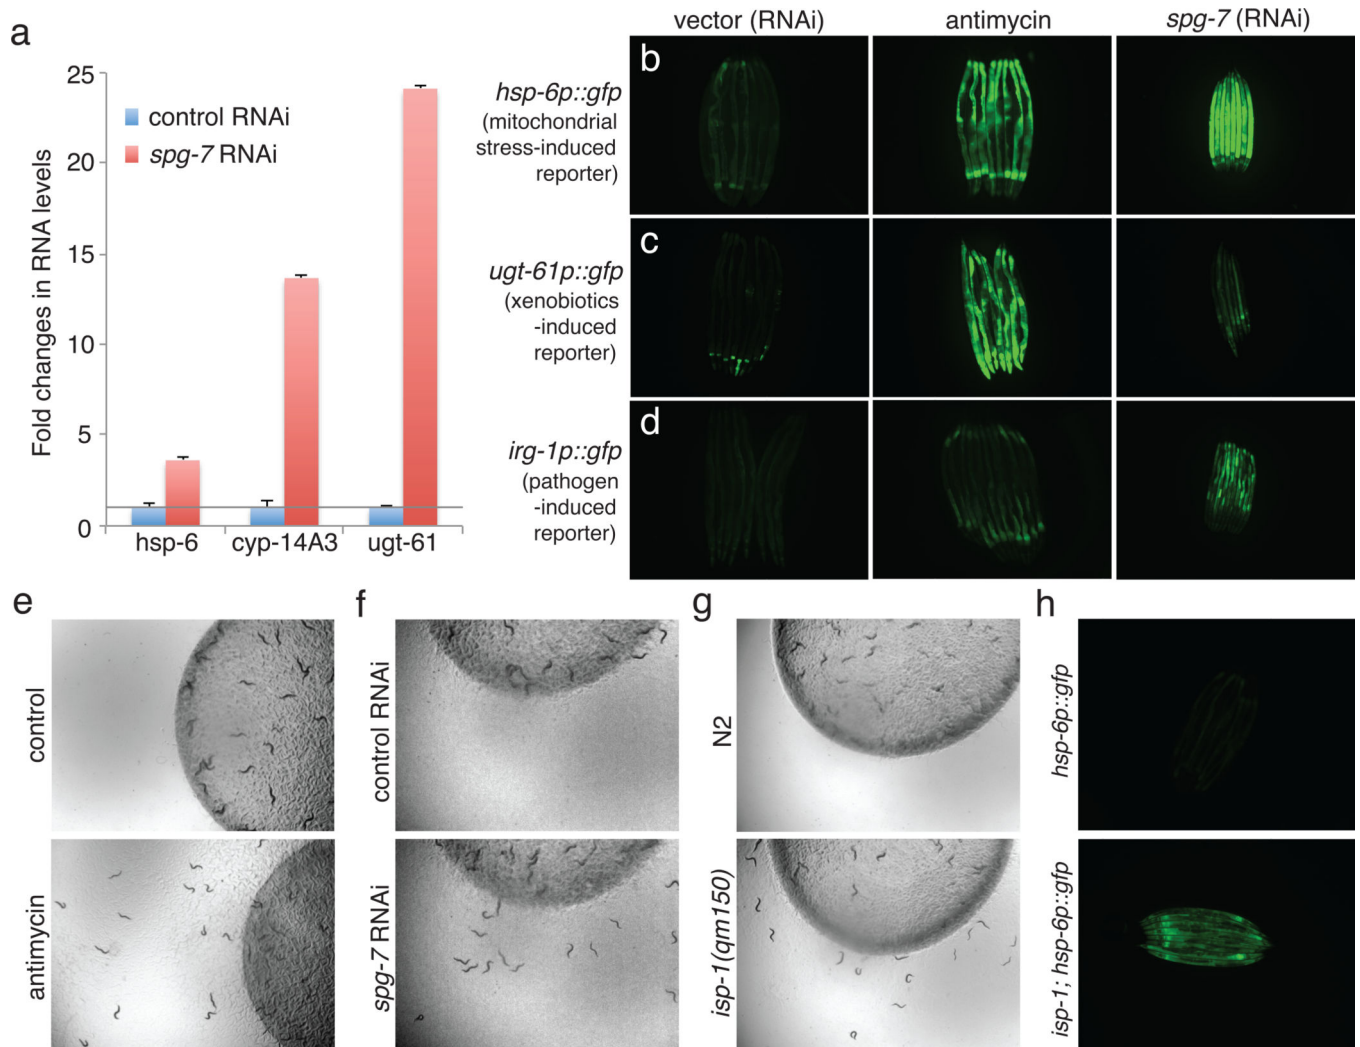 a
25
20
15
10
5
0
Fold changes in RNA levels
control RNAi
spg-7 RNAi
hsp-6 cyp-14A3 ugt-61
vector (RNAi) antimycin spg-7 (RNAi)
b
hsp-6p::gfp
(mitochondrial
stress-induced
reporter)
c
ugt-61p::gfp
(xenobiotics
-induced
reporter)
d
irg-1p::gfp
(pathogen
-induced
reporter)
e
control
antimycin
f
control RNAi
spg-7 RNAi
g
N2
isp-1(qm150)
h
hsp-6p::gfp
isp-1; hsp-6p::gfp